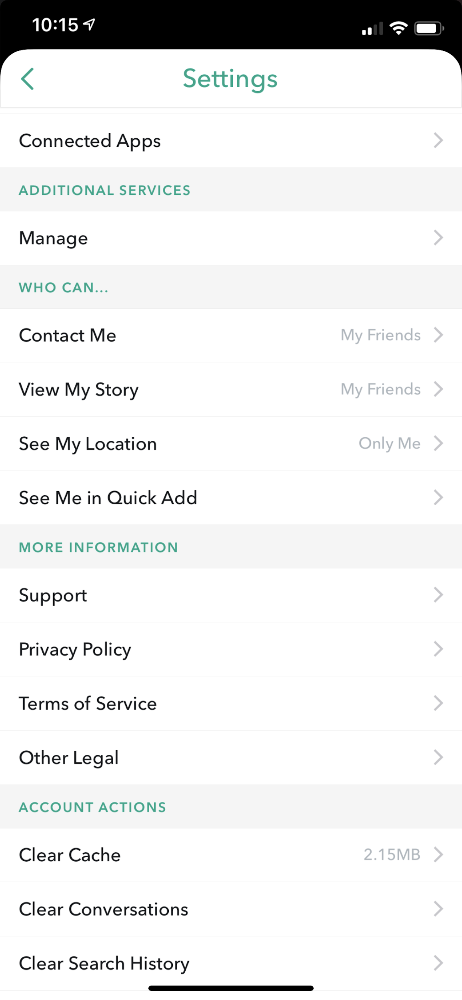 10:15
Settings
Connected Apps
ADDITIONAL SERVICES
Manage
WHO CAN...
Contact Me My Friends
View My Story My Friends
See My Location Only Me
See Me in Quick Add
MORE INFORMATION
Support
Privacy Policy
Terms of Service
Other Legal
ACCOUNT ACTIONS
Clear Cache 2.15MB
Clear Conversations
Clear Search History